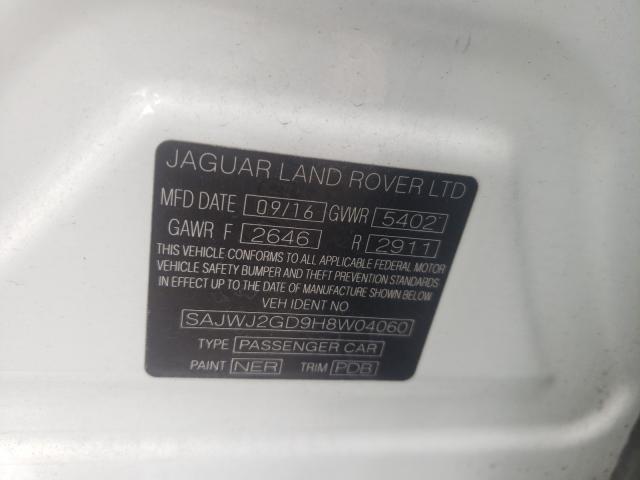 JAGUAR LAND ROVER LTD
MFD DATE 09/16 GVWR 5402
GAWR F 2646 R 2911
THIS VEHICLE CONFORMS TO ALL APPLICABLE FEDERAL MOTOR
VEHICLE SAFETY BUMPER AND THEFT PREVENTION STANDARDS
IN EFFECT UP TO THE DATE OF MANUFACTURE SHOWN ABOVE
VEH IDENT NO
SAJWJ2GD9H8W04060
TYPE PASSENGER CAR
PAINT NER TRIM PDB